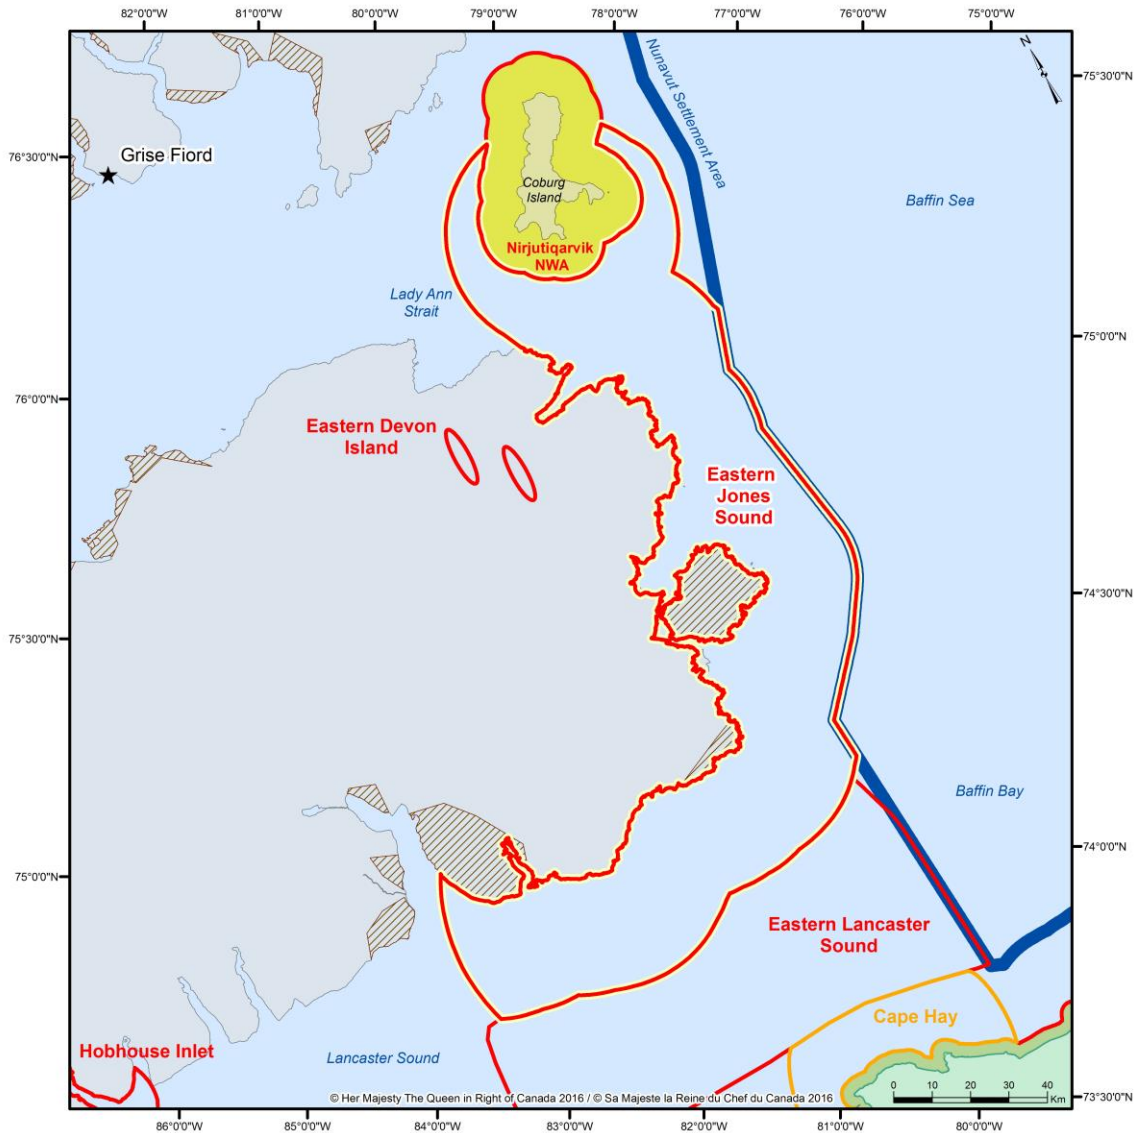 82°0'0"W
81°0'0"W
80°0'0"W
79°0'0"W
78°0'0"W
77°0'0"W
76°0'0"W
75°0'0"W
N
Nunavut Settlement Area
75°30'0"N
76°30'0"N
Grise Fiord
Coburg
Island
Baffin Sea
Nirjutiqarvik
NWA
Lady Ann
Strait
75°0'0"N
76°0'0"N
Eastern Devon
Island
Eastern
Jones
Sound
74°30'0"N
75°30'0"N
Baffin Bay
74°0'0"N
75°0'0"N
Eastern Lancaster
Sound
Cape Hay
Hobhouse Inlet
Lancaster Sound
0 10 20 30 40
Km
© Her Majesty The Queen in Right of Canada 2016 / © Sa Majeste la Reine du Chef du Canada 2016
73°30'0"N
86°0'0"W
85°0'0"W
84°0'0"W
83°0'0"W
82°0'0"W
81°0'0"W
80°0'0"W